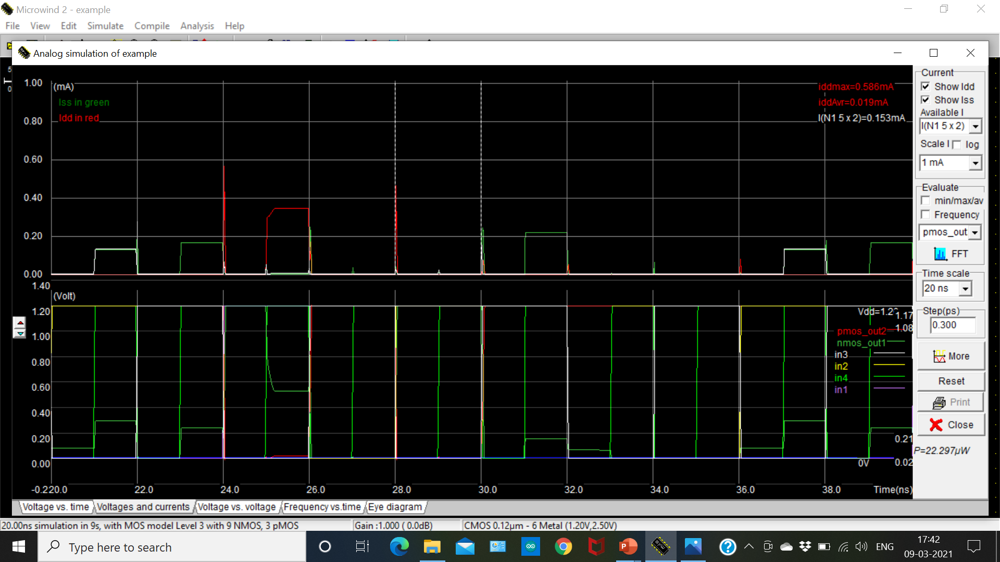 Microwind 2 - example
File View Edit Simulate Compile Analysis Help
Analog simulation of example
5
0
1.00 (mA)
Iss in green
Idd in red
0.80
0.60
0.40
0.20
0.00
iddmax=0.586mA
iddAvr=0.019mA
I(N1 5 x 2)=0.153mA
1.40
(Volt)
1.20
1.00
0.80
0.60
0.40
0.20
0.00
Vdd=1.2
1.17
pmos_out2 1.08
nmos_out1
in3
in2
in4
in1
0.21
0V 0.02
-0.220.0 22.0 24.0 26.0 28.0 30.0 32.0 34.0 36.0 38.0 Time(ns)
Current
Show Idd
Show Iss
Available I
I(N1 5 x 2)
Scale I log
1 mA
Evaluate
min/max/av
Frequency
pmos_out
FFT
Time scale
20 ns
Step(ps)
0.300
More
Reset
Print
Close
P=22.297µW
Voltage vs. time Voltages and currents Voltage vs. voltage Frequency vs.time Eye diagram
20.00ns simulation in 9s, with MOS model Level 3 with 9 NMOS, 3 pMOS Gain :1.000 ( 0.0dB) CMOS 0.12µm - 6 Metal (1.20V,2.50V)
Type here to search
ENG
17:42
09-03-2021